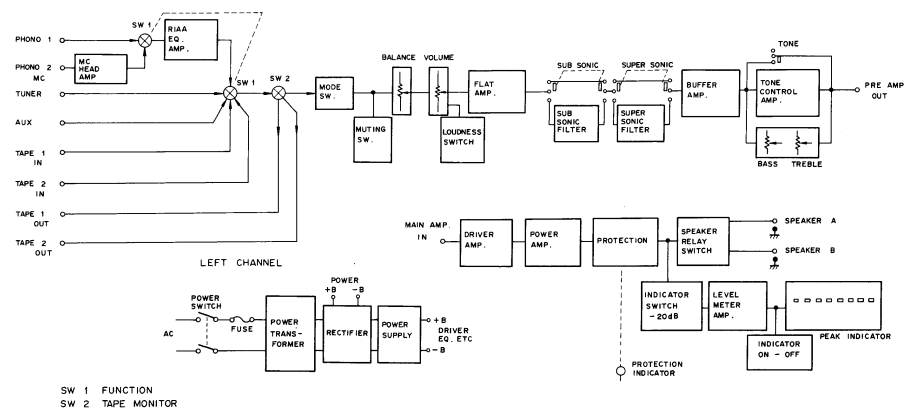 PHONO 1
SW 1
RIAA
EQ.
AMP.
PHONO 2
MC
MC
HEAD
AMP
TUNER
SW 1
SW 2
AUX
TAPE 1
IN
TAPE 2
IN
TAPE 1
OUT
TAPE 2
OUT
LEFT CHANNEL
MODE
SW.
MUTING
SW.
BALANCE
VOLUME
LOUDNESS
SWITCH
FLAT
AMP.
SUB SONIC
SUB
SONIC
FILTER
SUPER SONIC
SUPER
SONIC
FILTER
BUFFER
AMP.
TONE
TONE
CONTROL
AMP.
BASS TREBLE
PRE AMP
OUT
MAIN AMP.
IN
DRIVER
AMP.
POWER
AMP.
PROTECTION
SPEAKER
RELAY
SWITCH
SPEAKER A
SPEAKER B
INDICATOR
SWITCH
-20dB
LEVEL
METER
AMP.
PEAK INDICATOR
INDICATOR
ON - OFF
PROTECTION
INDICATOR
AC
POWER
SWITCH
FUSE
POWER
TRANS-
FORMER
POWER
+B -B
RECTIFIER
POWER
SUPPLY
+B
DRIVER
EQ. ETC
-B
SW 1 FUNCTION
SW 2 TAPE MONITOR